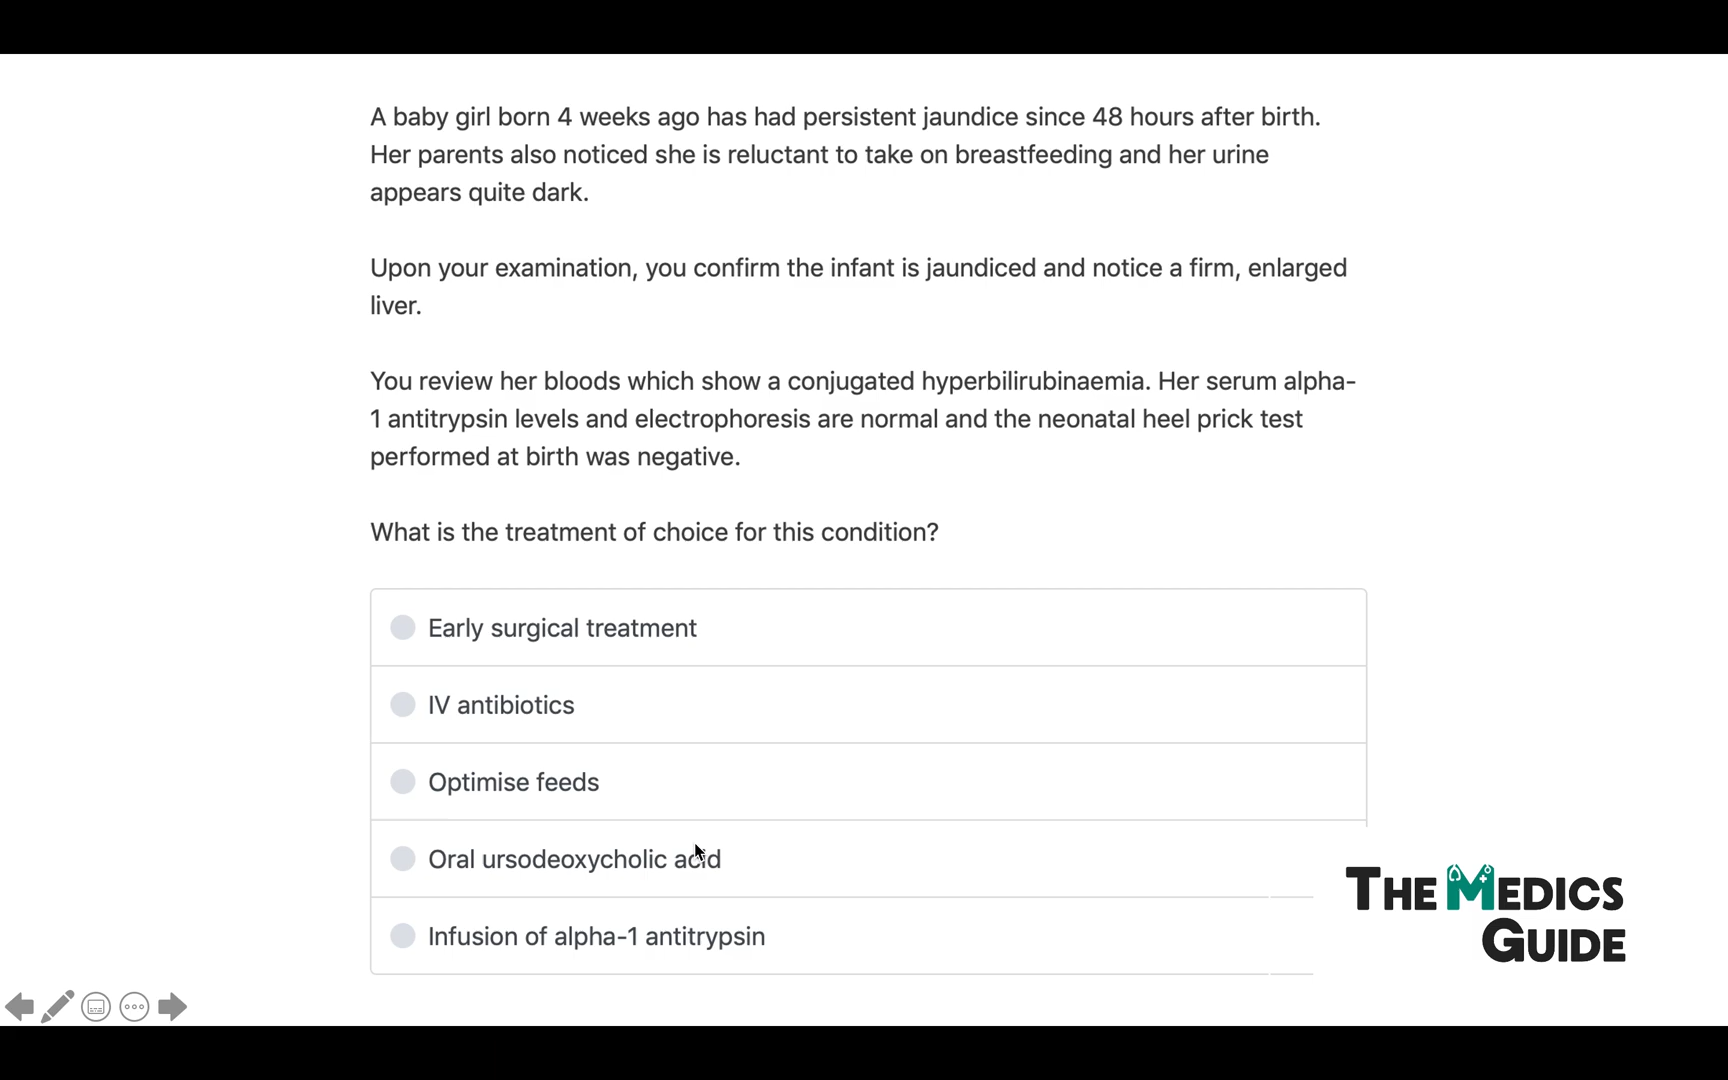 A baby girl born 4 weeks ago has had persistent jaundice since 48 hours after birth.
Her parents also noticed she is reluctant to take on breastfeeding and her urine
appears quite dark.
Upon your examination, you confirm the infant is jaundiced and notice a firm, enlarged
liver.
You review her bloods which show a conjugated hyperbilirubinaemia. Her serum alpha-
1 antitrypsin levels and electrophoresis are normal and the neonatal heel prick test
performed at birth was negative.
What is the treatment of choice for this condition?
Early surgical treatment
IV antibiotics
Optimise feeds
Oral ursodeoxycholic acid
Infusion of alpha-1 antitrypsin
THE MEDICS
GUIDE